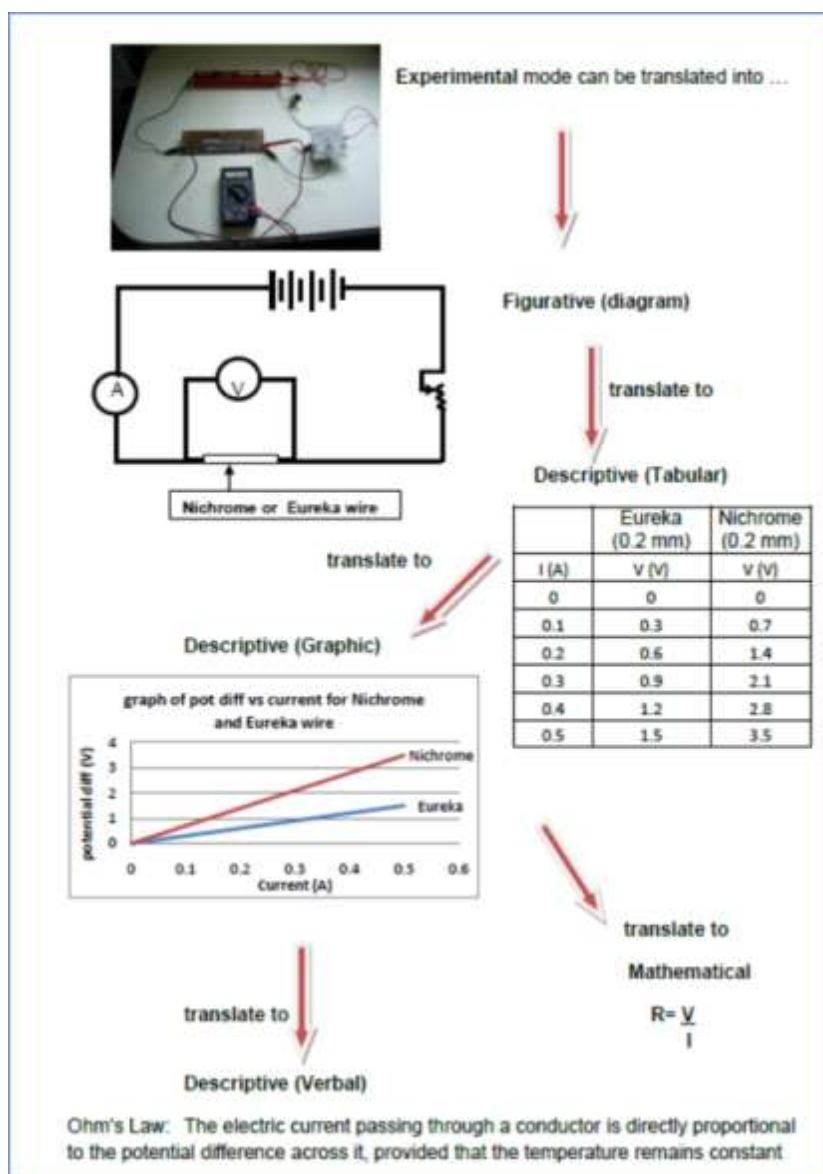 Experimental mode can be translated into ...
Figurative (diagram)
translate to
A
V
Nichrome or Eureka wire
Descriptive (Tabular)
Eureka (0.2 mm) Nichrome (0.2 mm)
I (A) V (V) V (V)
0 0 0
0.1 0.3 0.7
0.2 0.6 1.4
0.3 0.9 2.1
0.4 1.2 2.8
0.5 1.5 3.5
translate to
Descriptive (Graphic)
graph of pot diff vs current for Nichrome
and Eureka wire
potential diff (V)
4
3
2
1
0
Nichrome
Eureka
0 0.1 0.2 0.3 0.4 0.5 0.6
Current (A)
translate to
Mathematical
R= V
I
translate to
Descriptive (Verbal)
Ohm's Law: The electric current passing through a conductor is directly proportional
to the potential difference across it, provided that the temperature remains constant